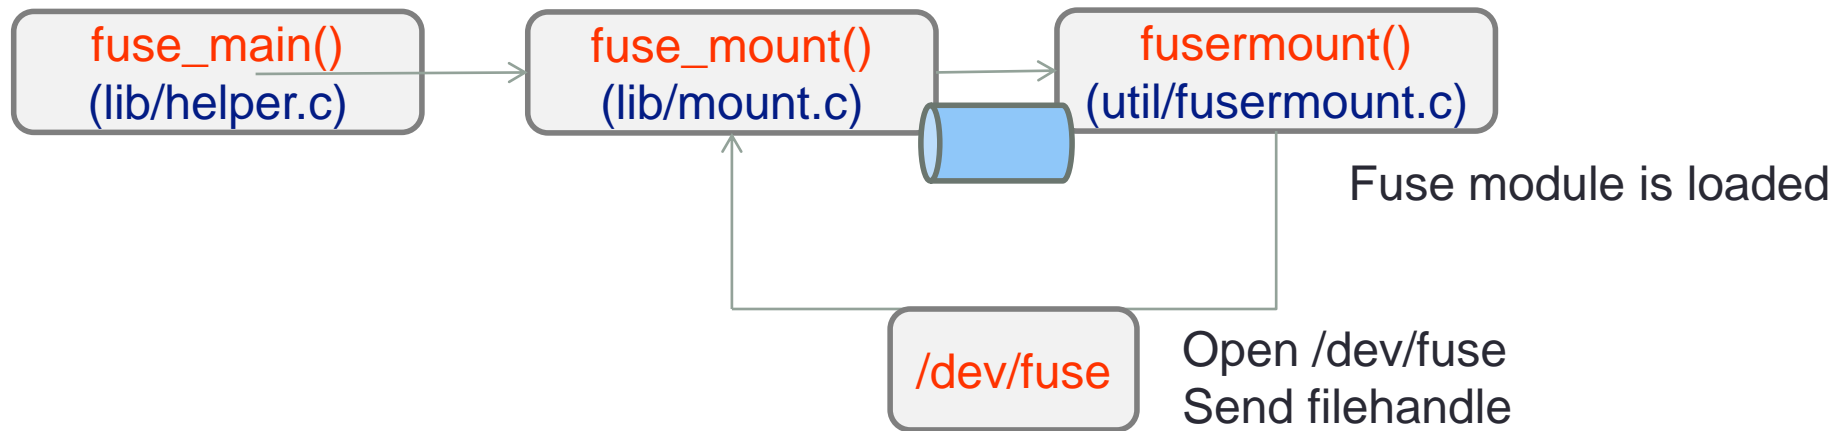 fuse_main()
(lib/helper.c)
fuse_mount()
(lib/mount.c)
fusermount()
(util/fusermount.c)
Fuse module is loaded
/dev/fuse
Open /dev/fuse
Send filehandle